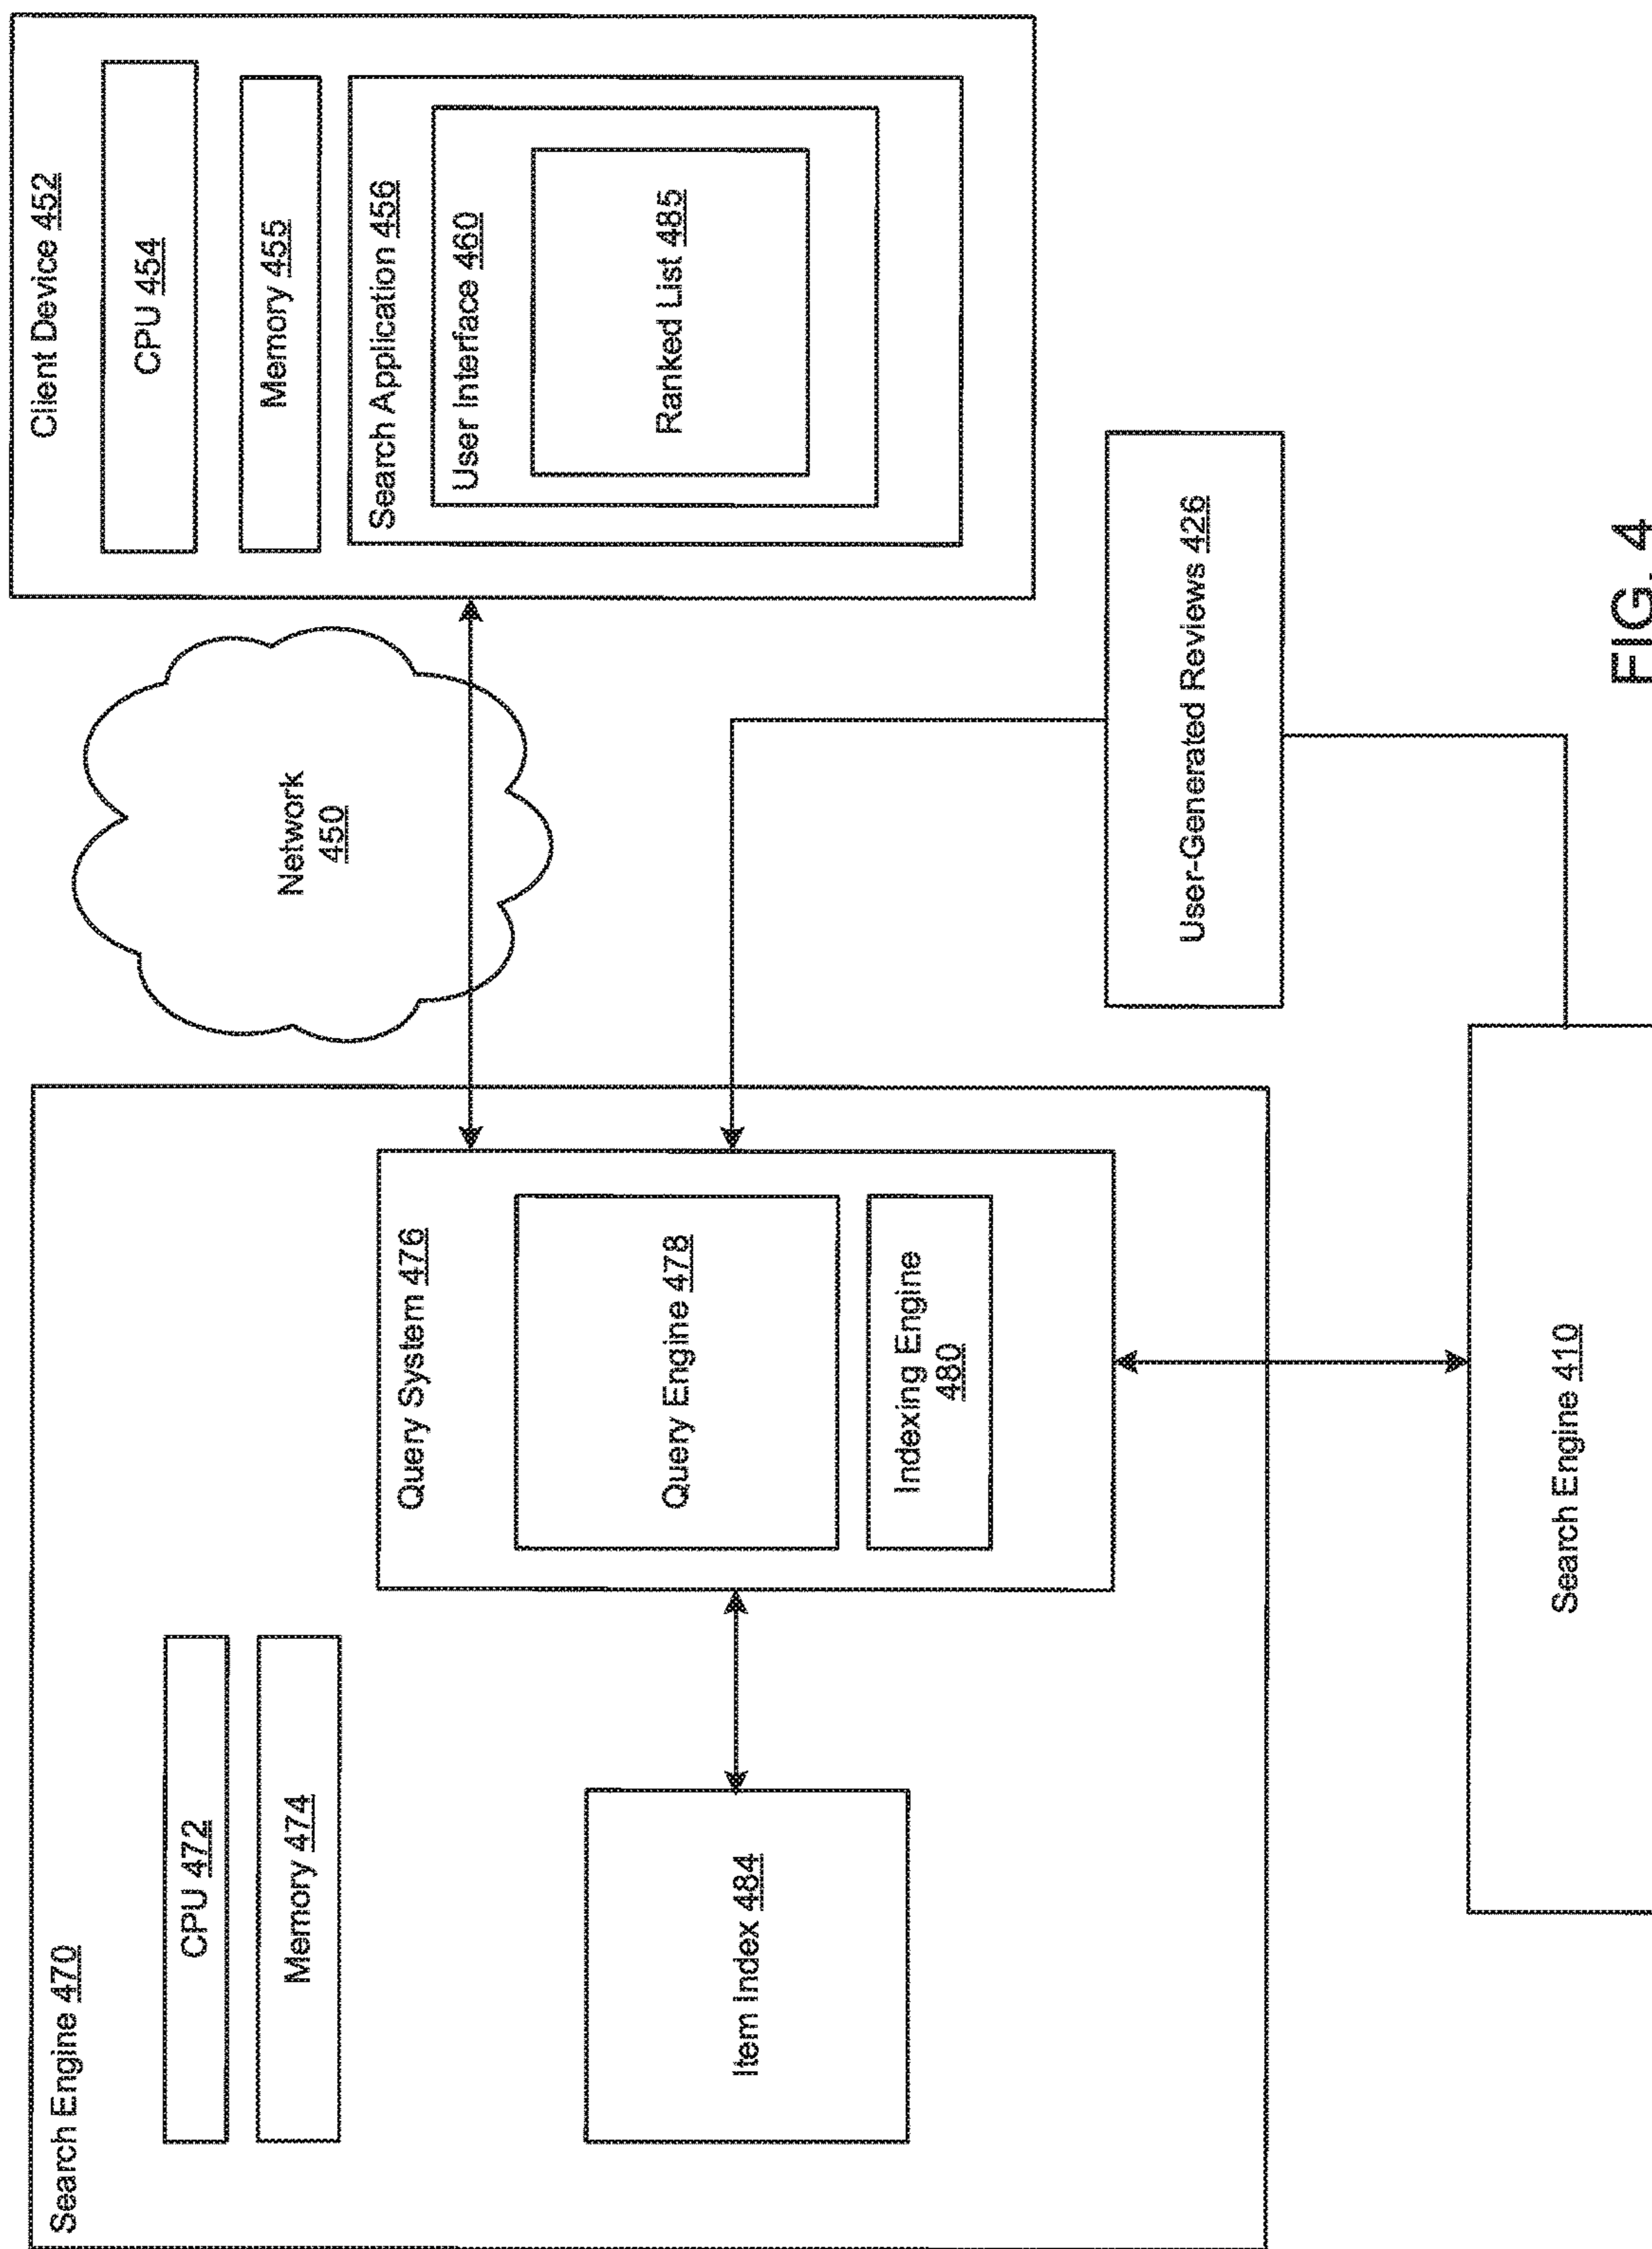 Search Engine 470
CPU 472
Memory 474
Item Index 484
Query System 476
Query Engine 478
Indexing Engine
480
Network
450
Client Device 452
CPU 454
Memory 455
Search Application 456
User Interface 460
Ranked List 485
User-Generated Reviews 426
Search Engine 410
FIG. 4